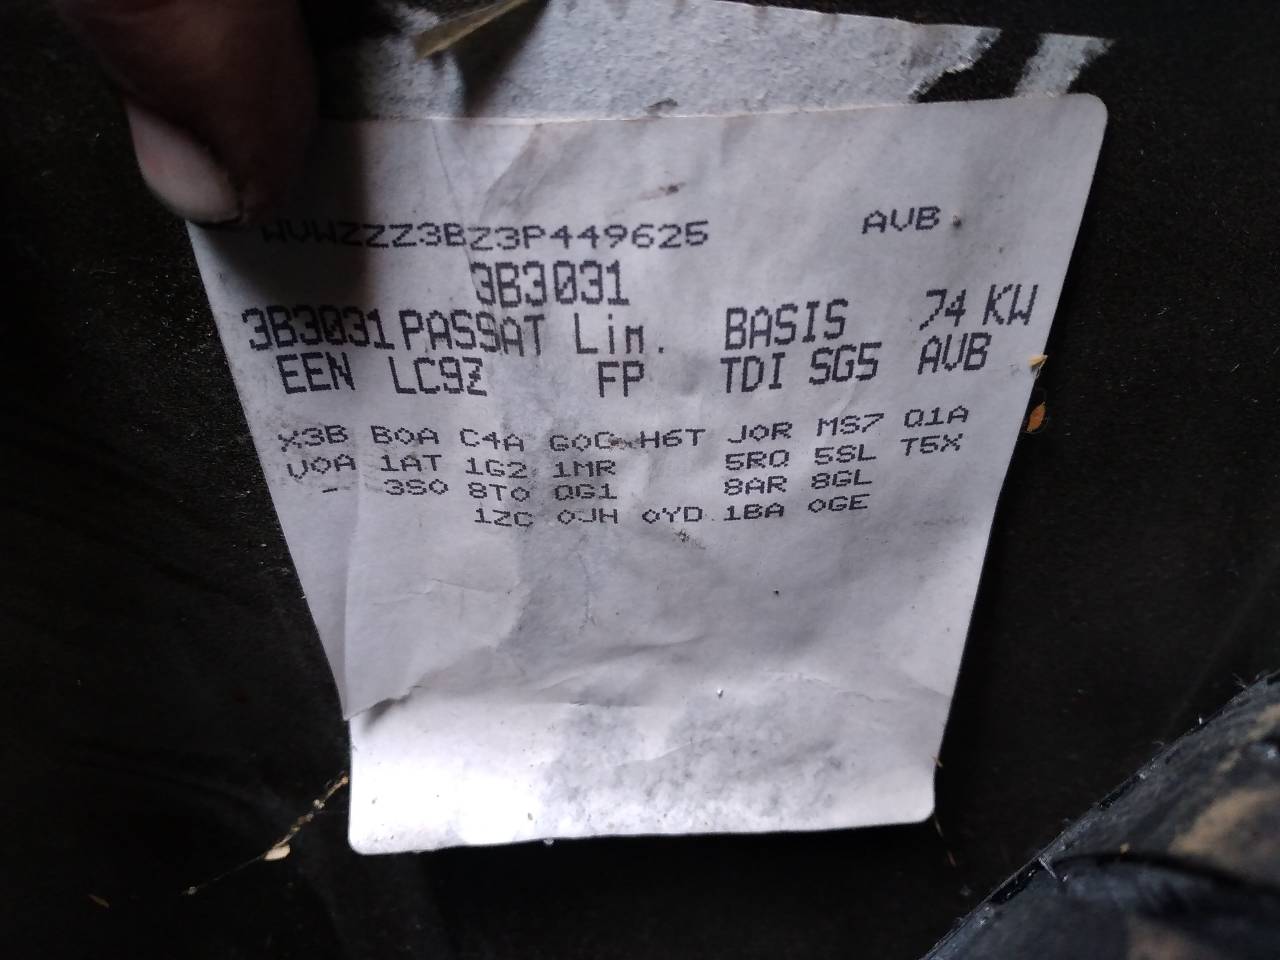 WVWZZZ3BZ3P449625 AVB
3B3031
3B3031 PASSAT Lim. BASIS 74 KW
EEN LC9Z FP TDI SG5 AVB
X3B B0A C4A G0C H6T J0R MS7 Q1A
V0A 1AT 1G2 1MR 5RO 5SL T5X
- 3S0 8T0 QG1 8AR 8GL
1ZC 0JH 0YD 1BA 0GE